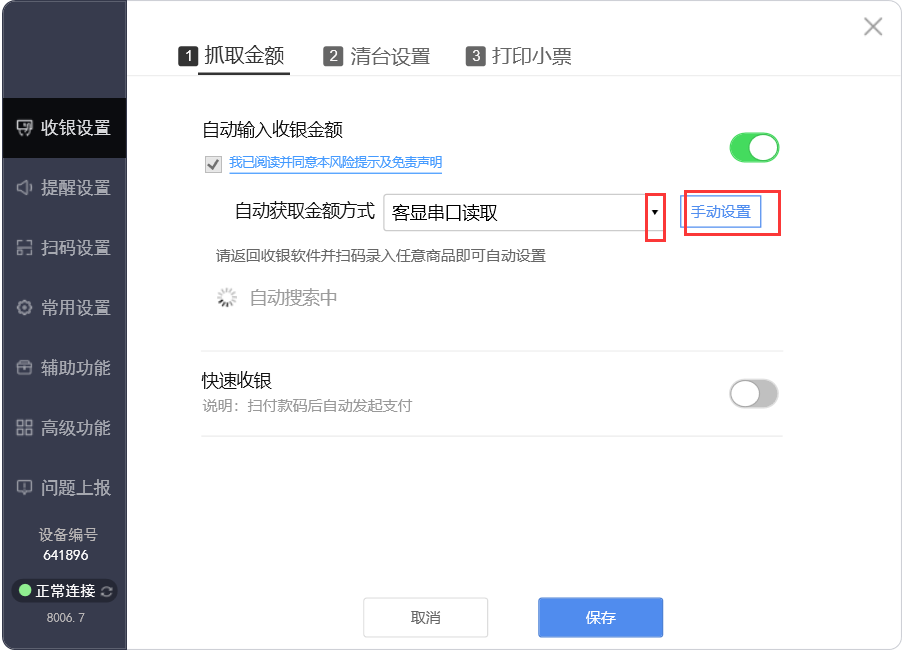 1 抓取金额
2 清台设置
3 打印小票
收银设置
提醒设置
扫码设置
常用设置
辅助功能
高级功能
问题上报
设备编号
641896
正常连接
8006.7
自动输入收银金额
我已阅读并同意本风险提示及免责声明
自动获取金额方式 客显串口读取 手动设置
请返回收银软件并扫码录入任意商品即可自动设置
自动搜索中
快速收银
说明：扫付款码后自动发起支付
取消
保存